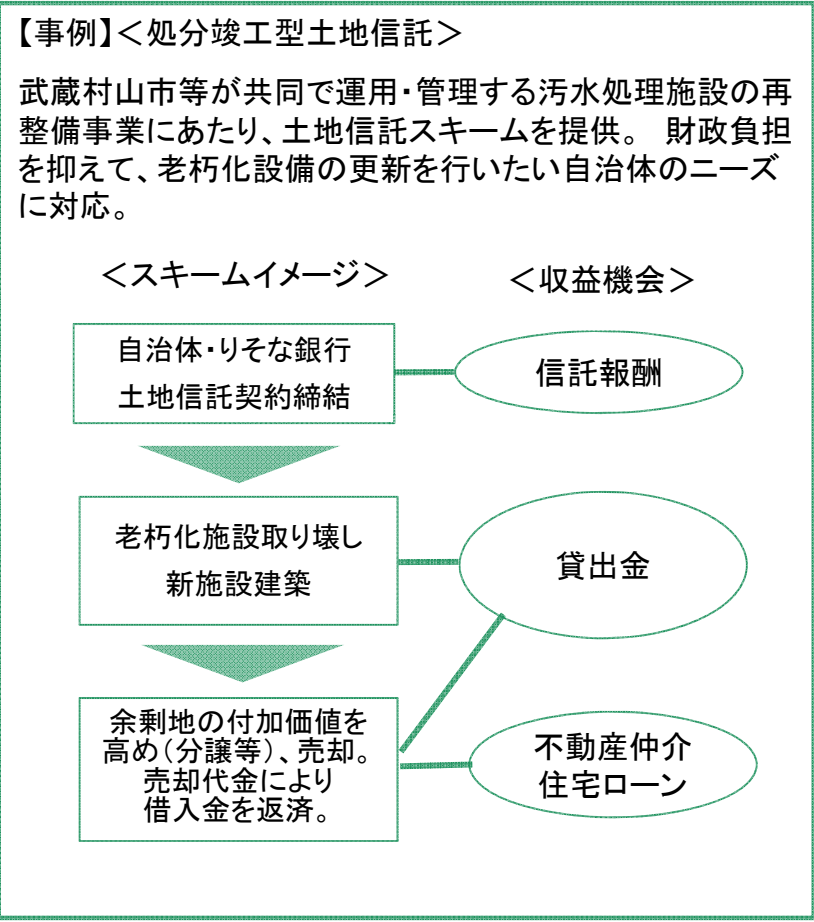 【事例】＜処分竣工型土地信託＞
武蔵村山市等が共同で運用・管理する汚水処理施設の再
整備事業にあたり、土地信託スキームを提供。 財政負担
を抑えて、老朽化設備の更新を行いたい自治体のニーズ
に対応。
＜スキームイメージ＞
＜収益機会＞
自治体・りそな銀行
土地信託契約締結
信託報酬
老朽化施設取り壊し
新施設建築
貸出金
余剰地の付加価値を
高め（分譲等）、売却。
売却代金により
借入金を返済。
不動産仲介
住宅ローン